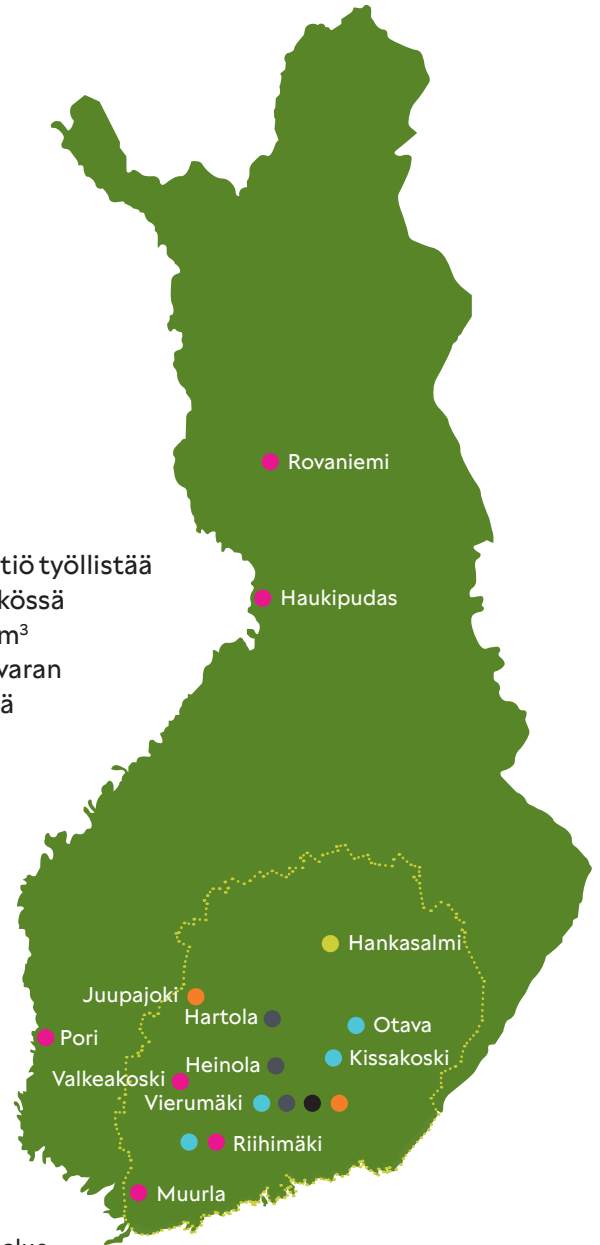 Rovaniemi
tiö työllistää
kössä
Haukipudas
m³
varan
ä
Hankasalmi
Juupajoki
Hartola
Otava
Pori
Kissakoski
Heinola
Valkeakoski
Vierumäki
Riihimäki
Muurla